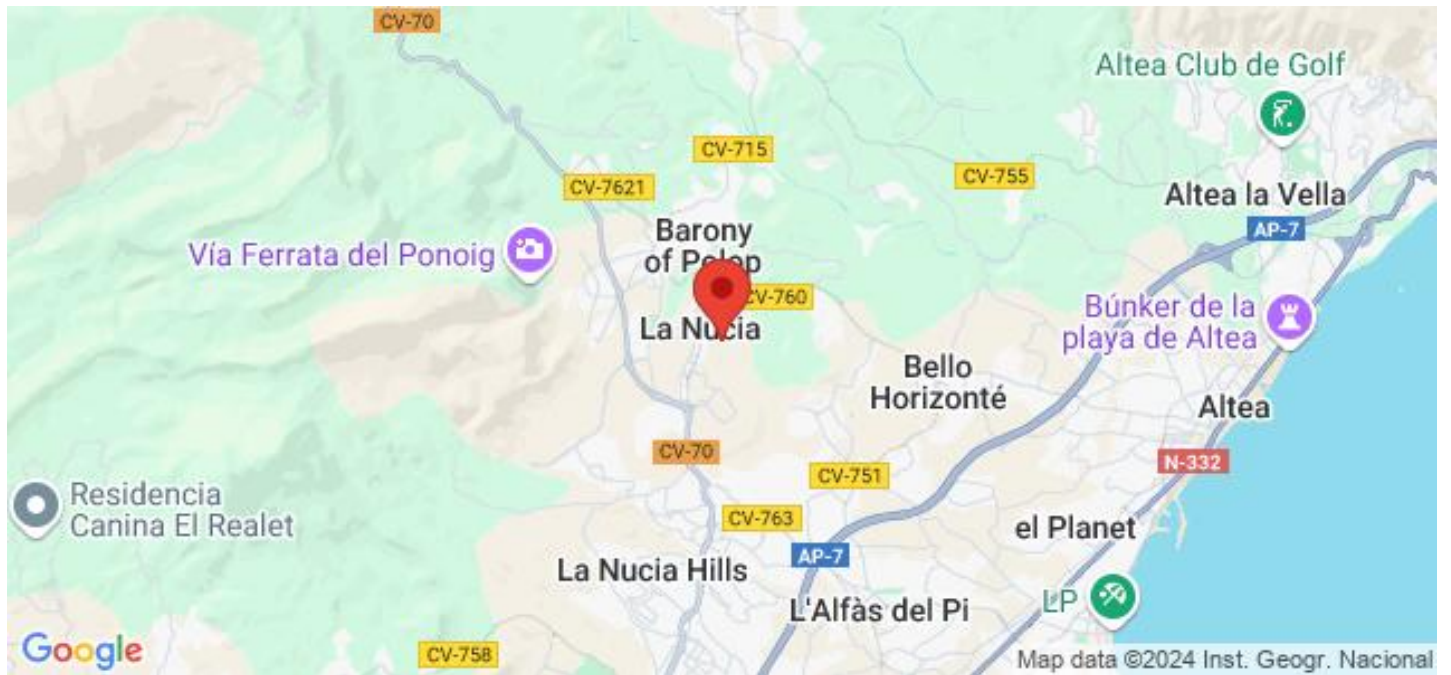 CV-70
Altea Club de Golf
CV-715
CV-755
CV-7621
Altea la Vella
Barony
of Polop
AP-7
Vía Ferrata del Ponoig
CV-760
Búnker de la
playa de Altea
La Nucia
Bello
Horizonté
Altea
CV-70
N-332
CV-751
Residencia
Canina El Realet
CV-763
el Planet
AP-7
La Nucia Hills
LP
L'Alfàs del Pi
Google
CV-758
Map data ©2024 Inst. Geogr. Nacional